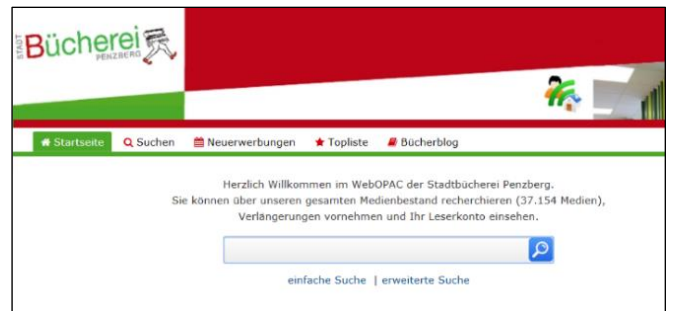 STADT
Bücherei
PENZBERG
Startseite Suchen Neuerwerbungen Topliste Bücherblog
Herzlich Willkommen im WebOPAC der Stadtbücherei Penzberg.
Sie können über unseren gesamten Medienbestand recherchieren (37.154 Medien),
Verlängerungen vornehmen und Ihr Leserkonto einsehen.
einfache Suche | erweiterte Suche